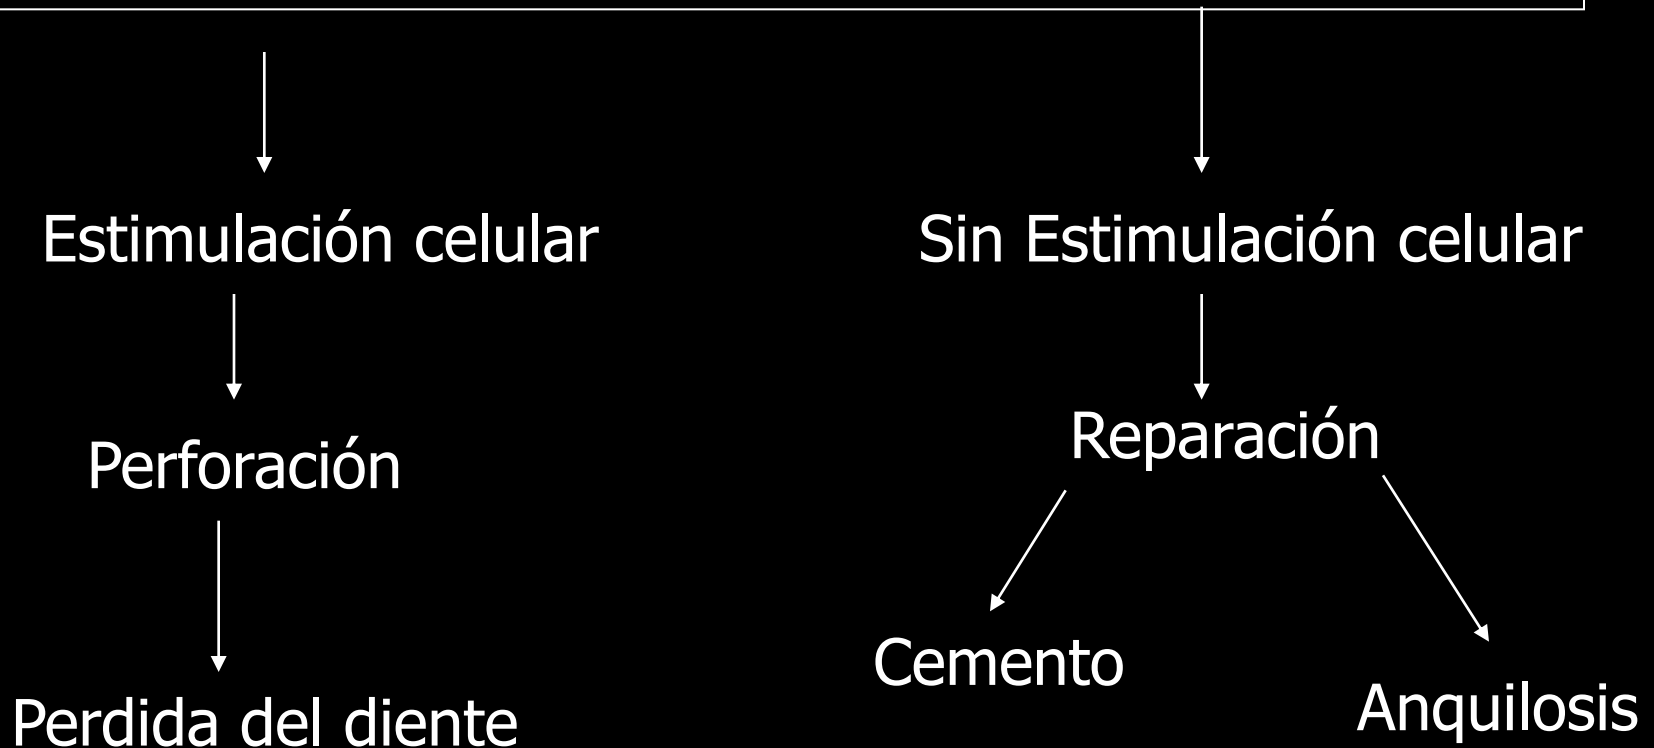 Estimulación celular
Sin Estimulación celular
Perforación
Reparación
Cemento
Perdida del diente
Anquilosis